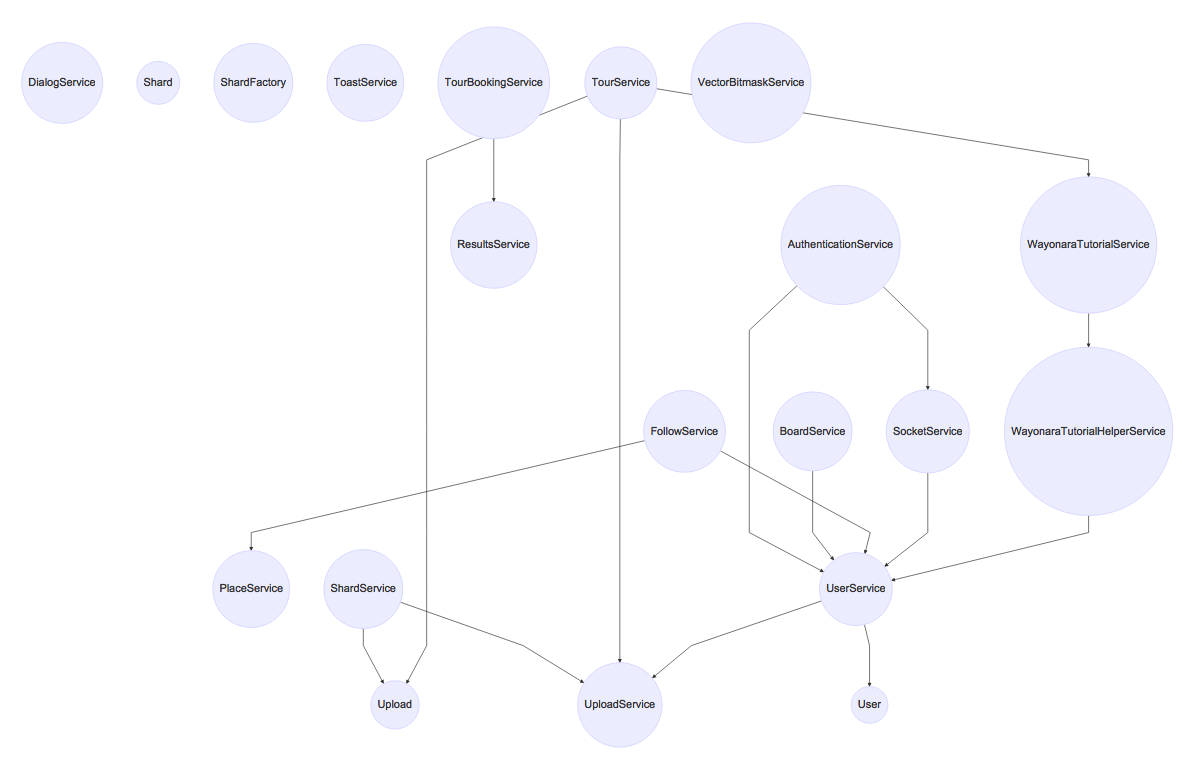 DialogService
Shard
ShardFactory
ToastService
TourBookingService
TourService
VectorBitmaskService
ResultsService
AuthenticationService
WayonaraTutorialService
FollowService
BoardService
SocketService
WayonaraTutorialHelperService
PlaceService
ShardService
UserService
Upload
UploadService
User